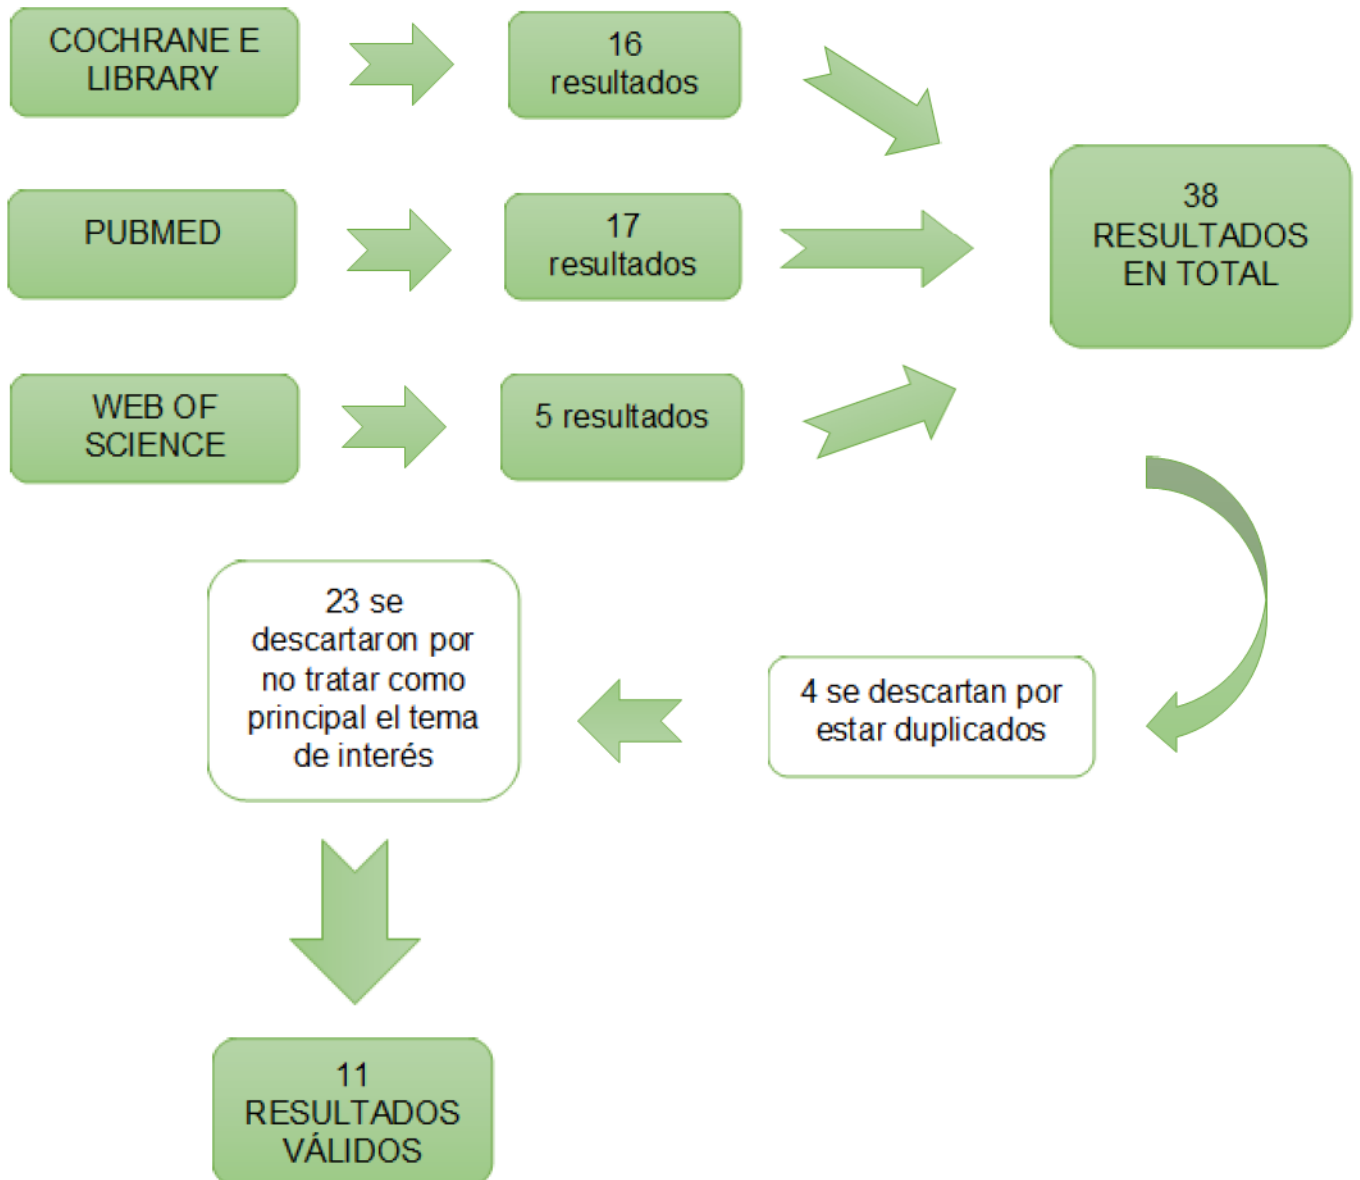 COCHRANE E
LIBRARY
16
resultados
PUBMED
17
resultados
WEB OF
SCIENCE
5 resultados
38
RESULTADOS
EN TOTAL
4 se descartan por
estar duplicados
23 se
descartaron por
no tratar como
principal el tema
de interés
11
RESULTADOS
VÁLIDOS